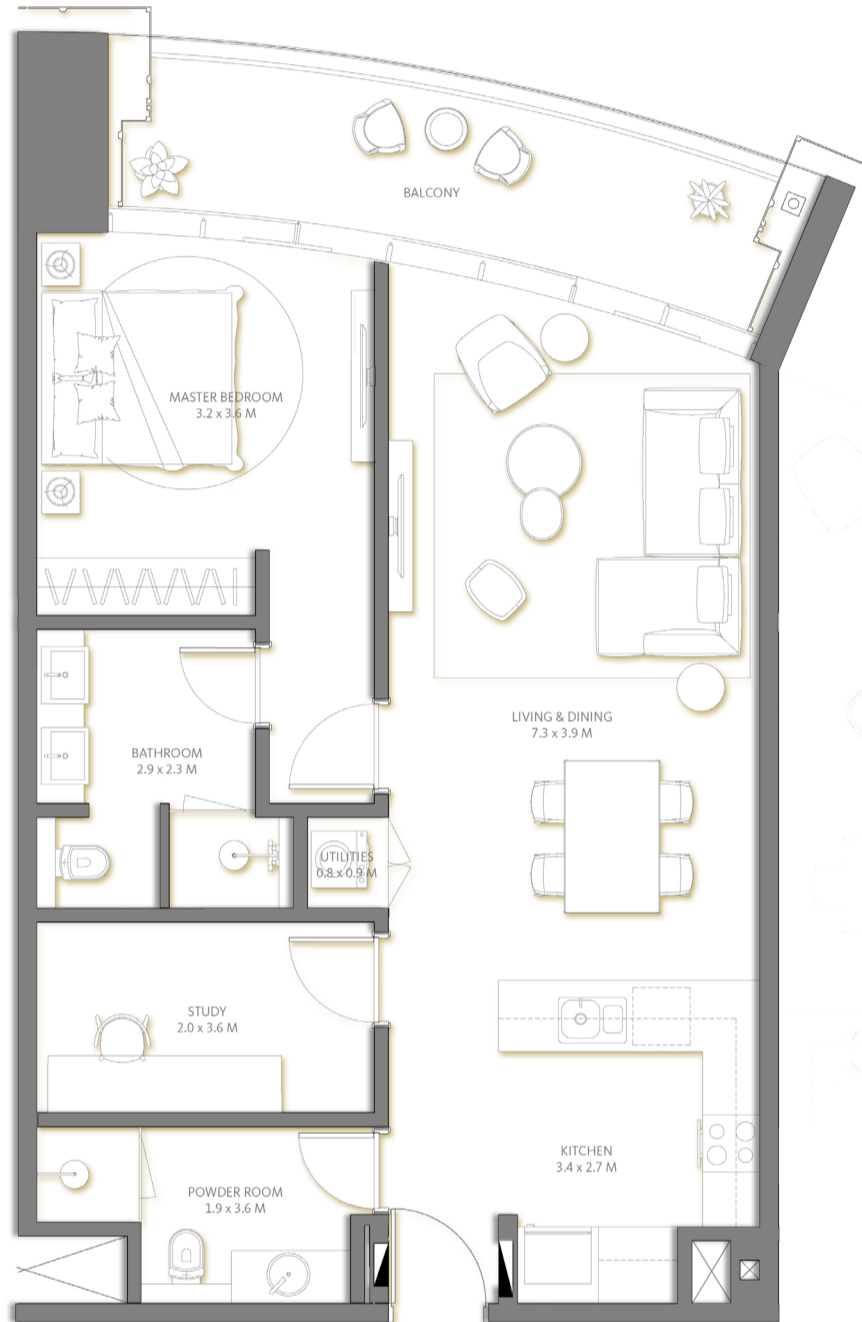 BALCONY
MASTER BEDROOM
3.2 x 3.6 M
LIVING & DINING
7.3 x 3.9 M
BATHROOM
2.9 x 2.3 M
UTILITIES
0.8 x 0.9 M
STUDY
2.0 x 3.6 M
KITCHEN
3.4 x 2.7 M
POWDER ROOM
1.9 x 3.6 M